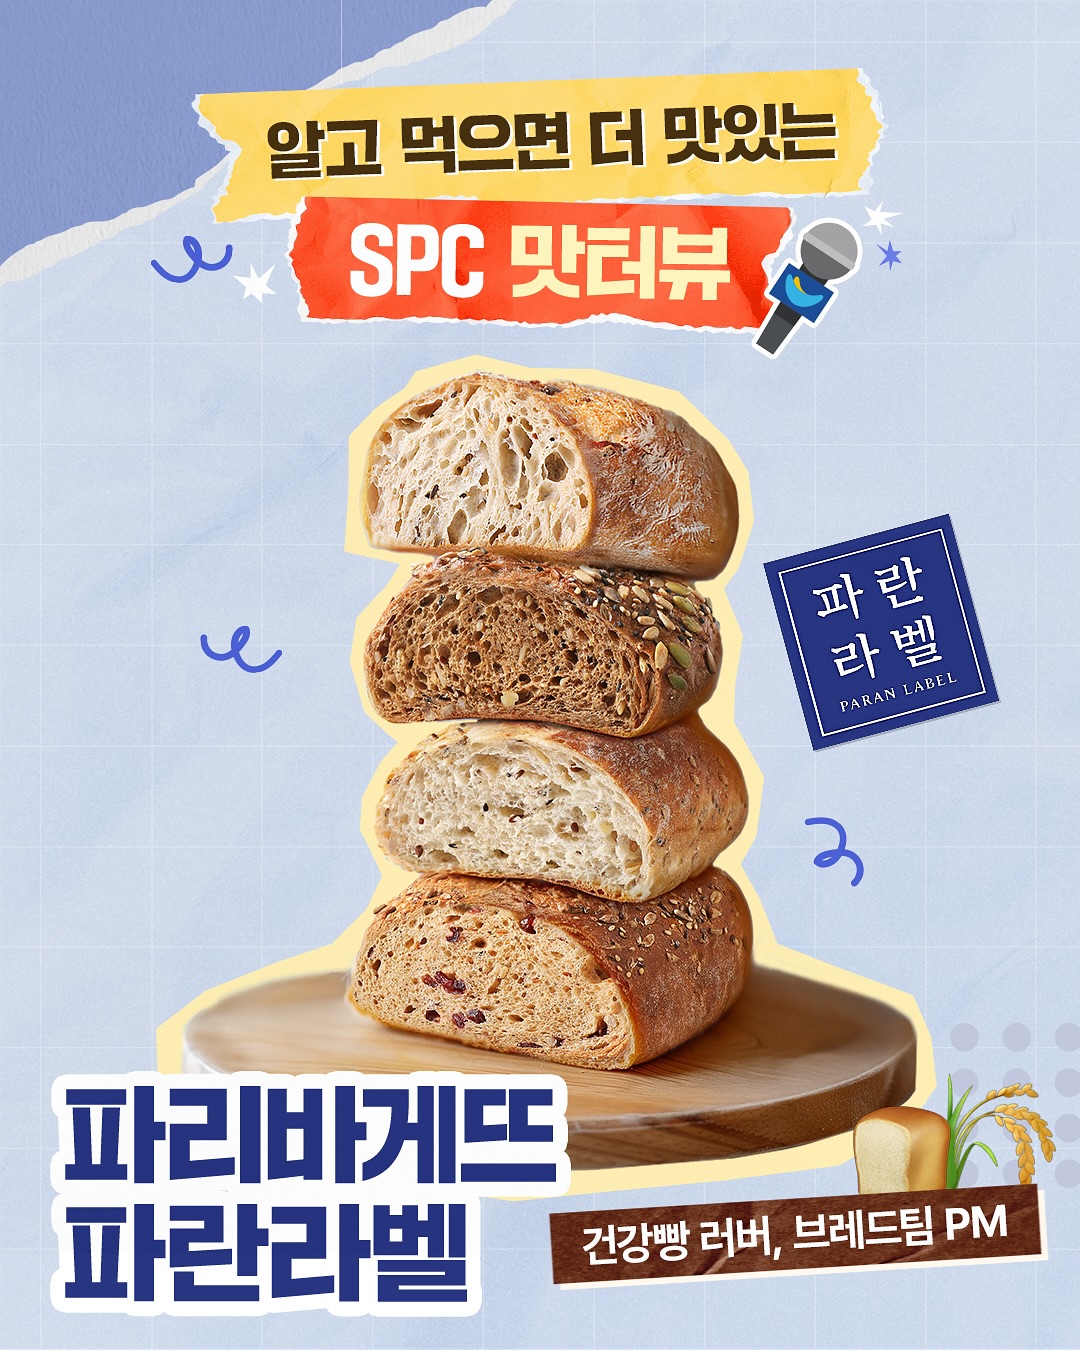 알고 먹으면 더 맛있는
SPC 맛터뷰
파란
라벨
PARAN LABEL
파리바게뜨
파란라벨
건강빵 러버, 브레드팀 PM